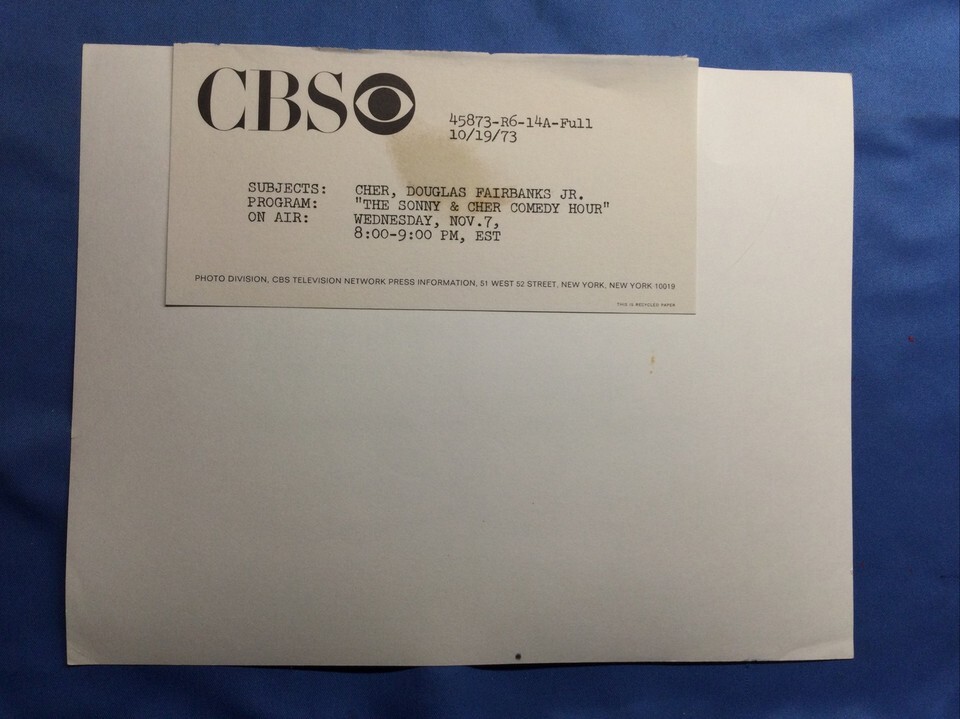 CBS
45873-R6-14A-Full
10/19/73
SUBJECTS: CHER, DOUGLAS FAIRBANKS JR.
PROGRAM: "THE SONNY & CHER COMEDY HOUR"
ON AIR: WEDNESDAY, NOV.7,
8:00-9:00 PM, EST
PHOTO DIVISION, CBS TELEVISION NETWORK PRESS INFORMATION, 51 WEST 52 STREET, NEW YORK, NEW YORK 10019
THIS IS RECYCLED PAPER